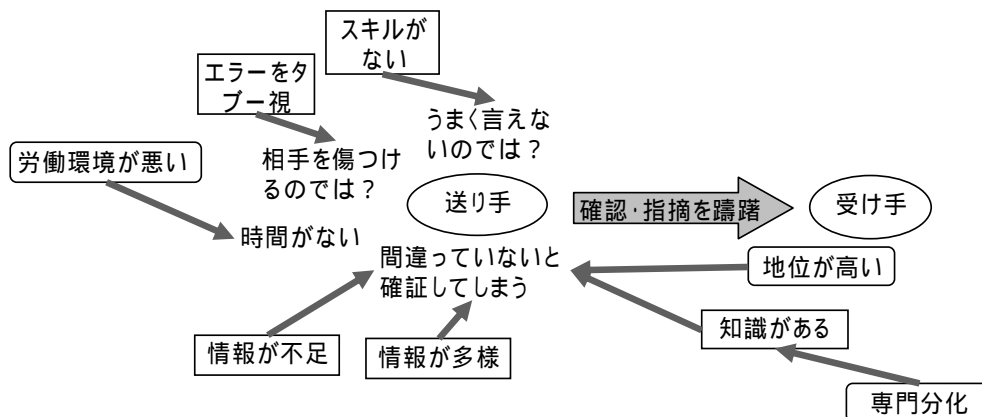 スキルが
ない
エラーをタ
ブー視
うまく言えな
いのでは？
労働環境が悪い
相手を傷つけ
るのでは？
送り手
確認・指摘を躊躇
受け手
時間がない
間違っていないと
確証してしまう
地位が高い
情報が不足
情報が多様
知識がある
専門分化